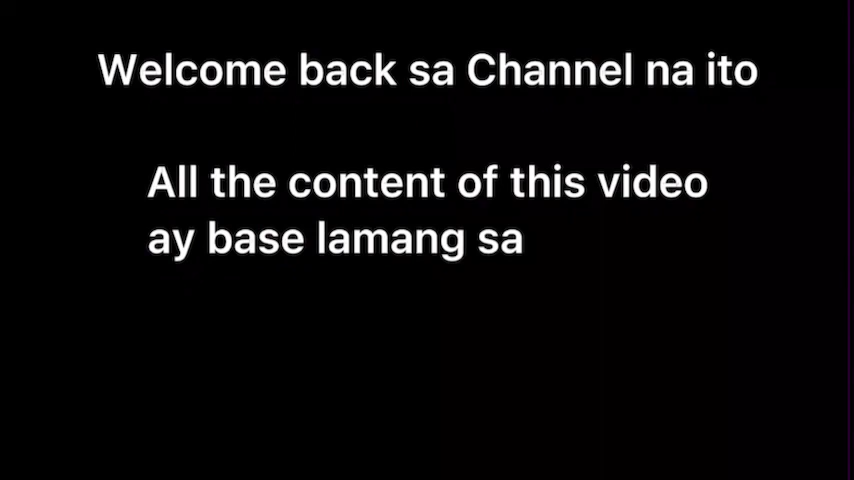 Welcome back sa Channel na ito
All the content of this video
ay base lamang sa